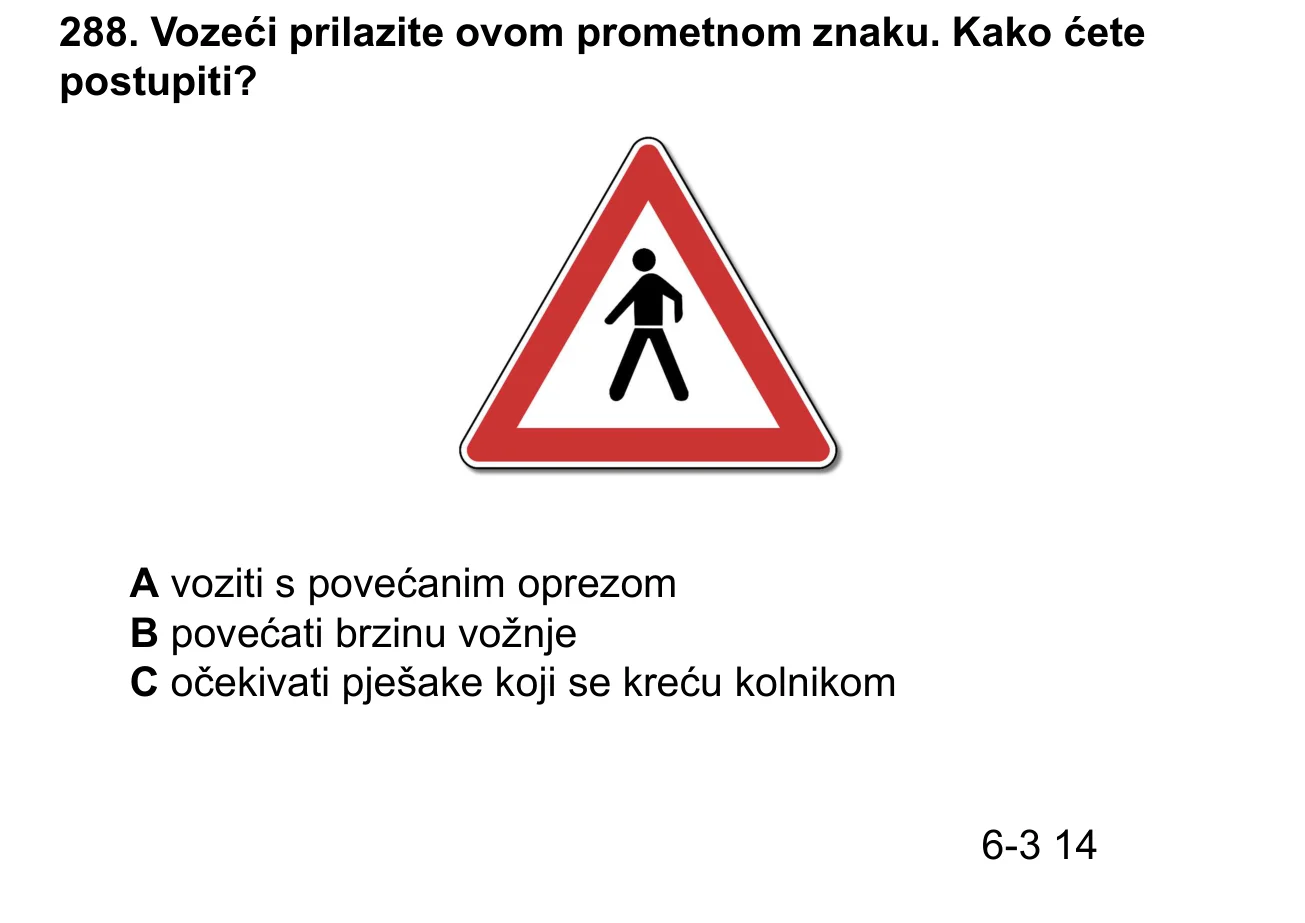 288. Vozeći prilazite ovom prometnom znaku. Kako ćete
postupiti?
A voziti s povećanim oprezom
B povećati brzinu vožnje
C očekivati pješake koji se kreću kolnikom
6-3 14